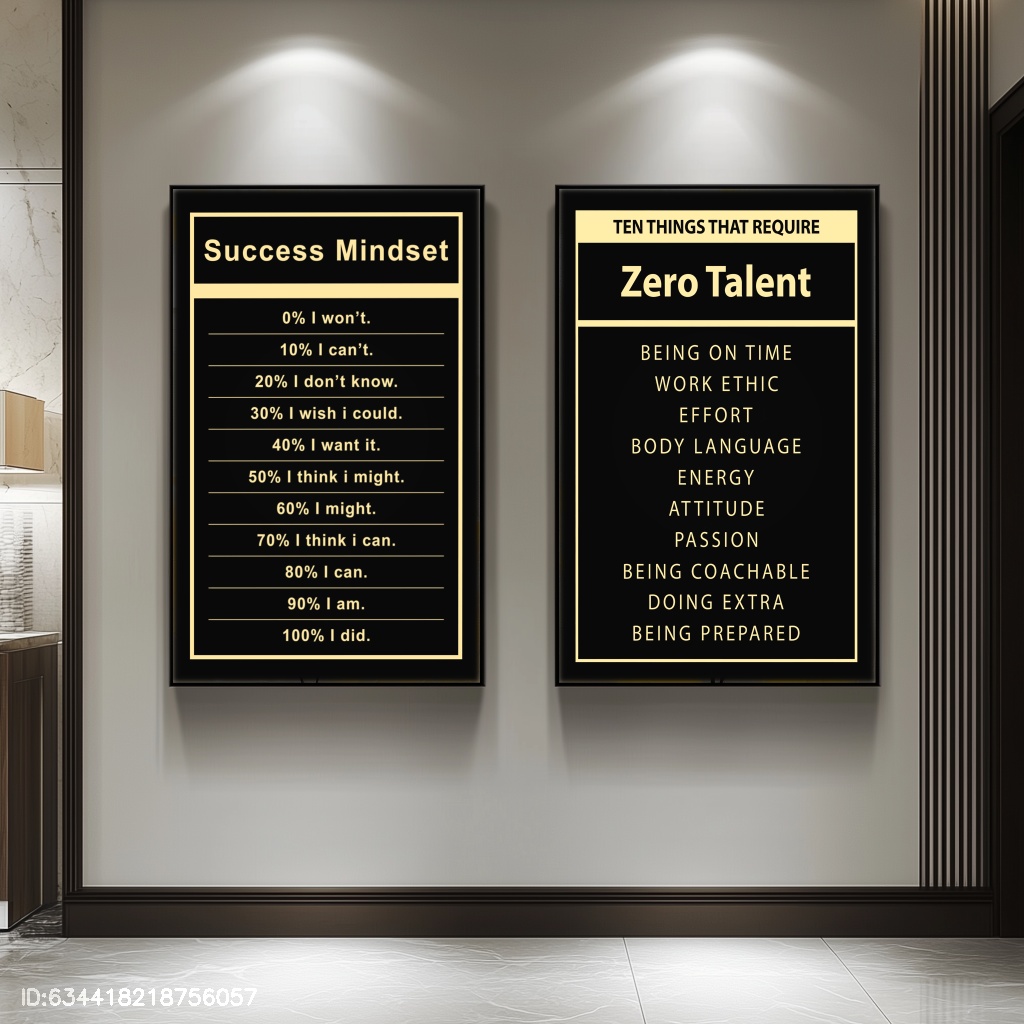 Success Mindset
0% I won’t.
10% I can’t.
20% I don’t know.
30% I wish i could.
40% I want it.
50% I think i might.
60% I might.
70% I think i can.
80% I can.
90% I am.
100% I did.
TEN THINGS THAT REQUIRE
Zero Talent
BEING ON TIME
WORK ETHIC
EFFORT
BODY LANGUAGE
ENERGY
ATTITUDE
PASSION
BEING COACHABLE
DOING EXTRA
BEING PREPARED
ID:634418218756057